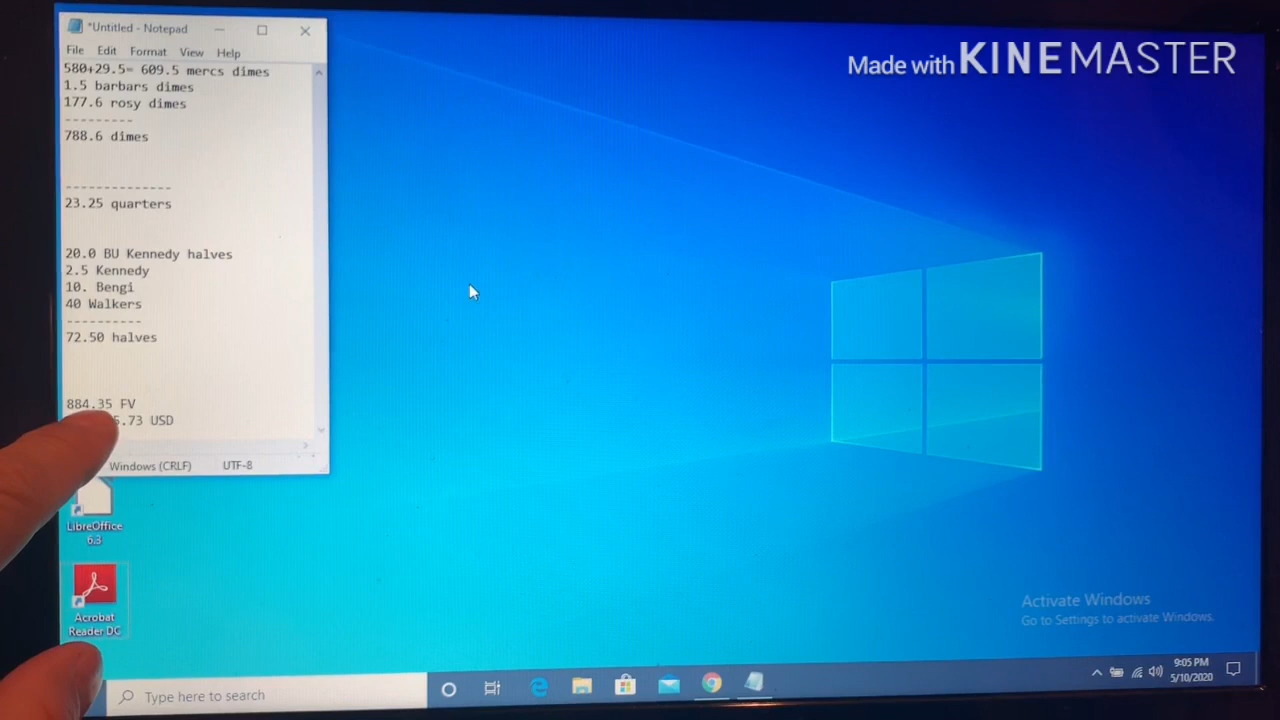 *Untitled - Notepad
File Edit Format View Help
580+29.5= 609.5 mercs dimes
1.5 barbars dimes
177.6 rosy dimes
---------
788.6 dimes
--------------
23.25 quarters
20.0 BU Kennedy halves
2.5 Kennedy
10. Bengi
40 Walkers
----------
72.50 halves
884.35 FV
5.73 USD
Windows (CRLF) UTF-8
LibreOffice
6.3
Acrobat
Reader DC
Made with KINEMASTER
Activate Windows
Go to Settings to activate Windows.
Type here to search
9:05 PM
5/10/2020